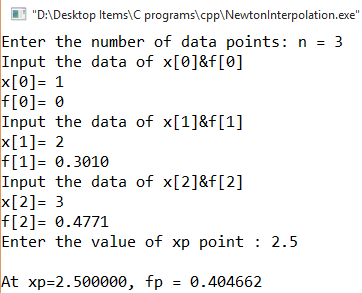 "D:\Desktop Items\C programs\cpp\NewtonInterpolation.exe"
Enter the number of data points: n = 3
Input the data of x[0]&f[0]
x[0]= 1
f[0]= 0
Input the data of x[1]&f[1]
x[1]= 2
f[1]= 0.3010
Input the data of x[2]&f[2]
x[2]= 3
f[2]= 0.4771
Enter the value of xp point : 2.5
At xp=2.500000, fp = 0.404662